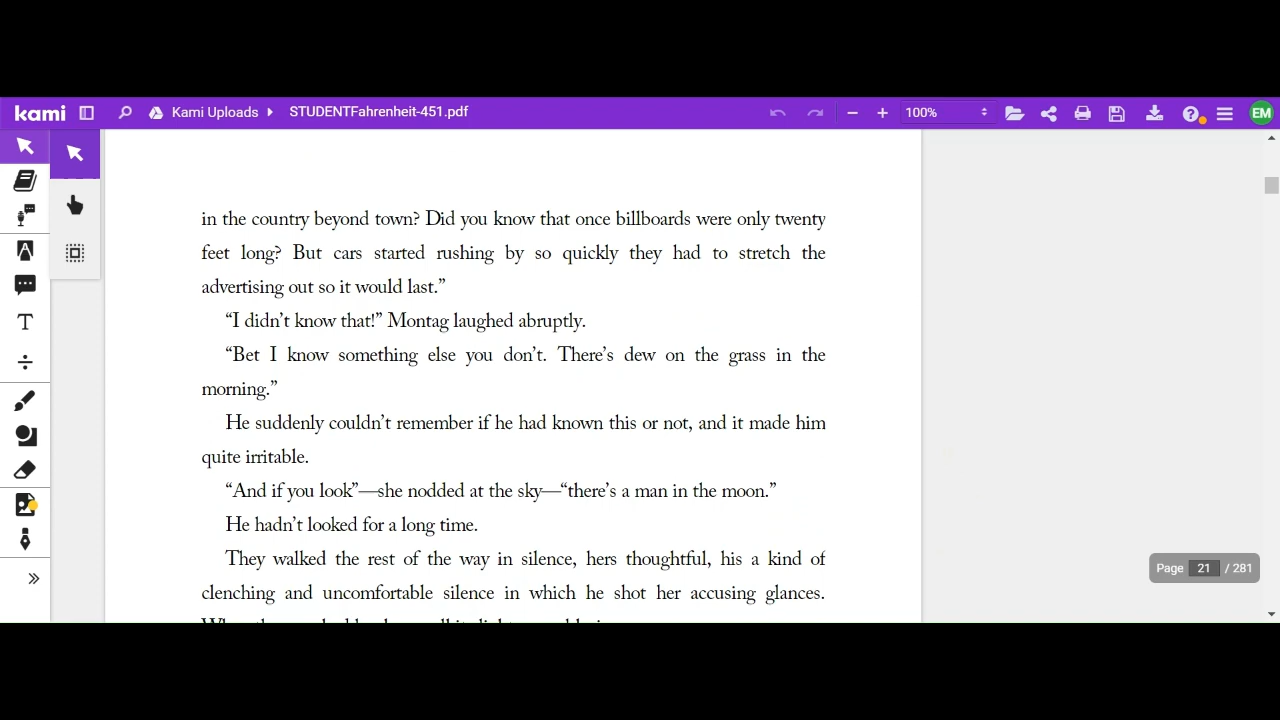 kami Kami Uploads STUDENTFahrenheit-451.pdf 100% EM
in the country beyond town? Did you know that once billboards were only twenty
feet long? But cars started rushing by so quickly they had to stretch the
advertising out so it would last.”
“I didn’t know that!” Montag laughed abruptly.
“Bet I know something else you don’t. There’s dew on the grass in the
morning.”
He suddenly couldn’t remember if he had known this or not, and it made him
quite irritable.
“And if you look”—she nodded at the sky—“there’s a man in the moon.”
He hadn’t looked for a long time.
They walked the rest of the way in silence, hers thoughtful, his a kind of
Page 21 / 281
clenching and uncomfortable silence in which he shot her accusing glances.